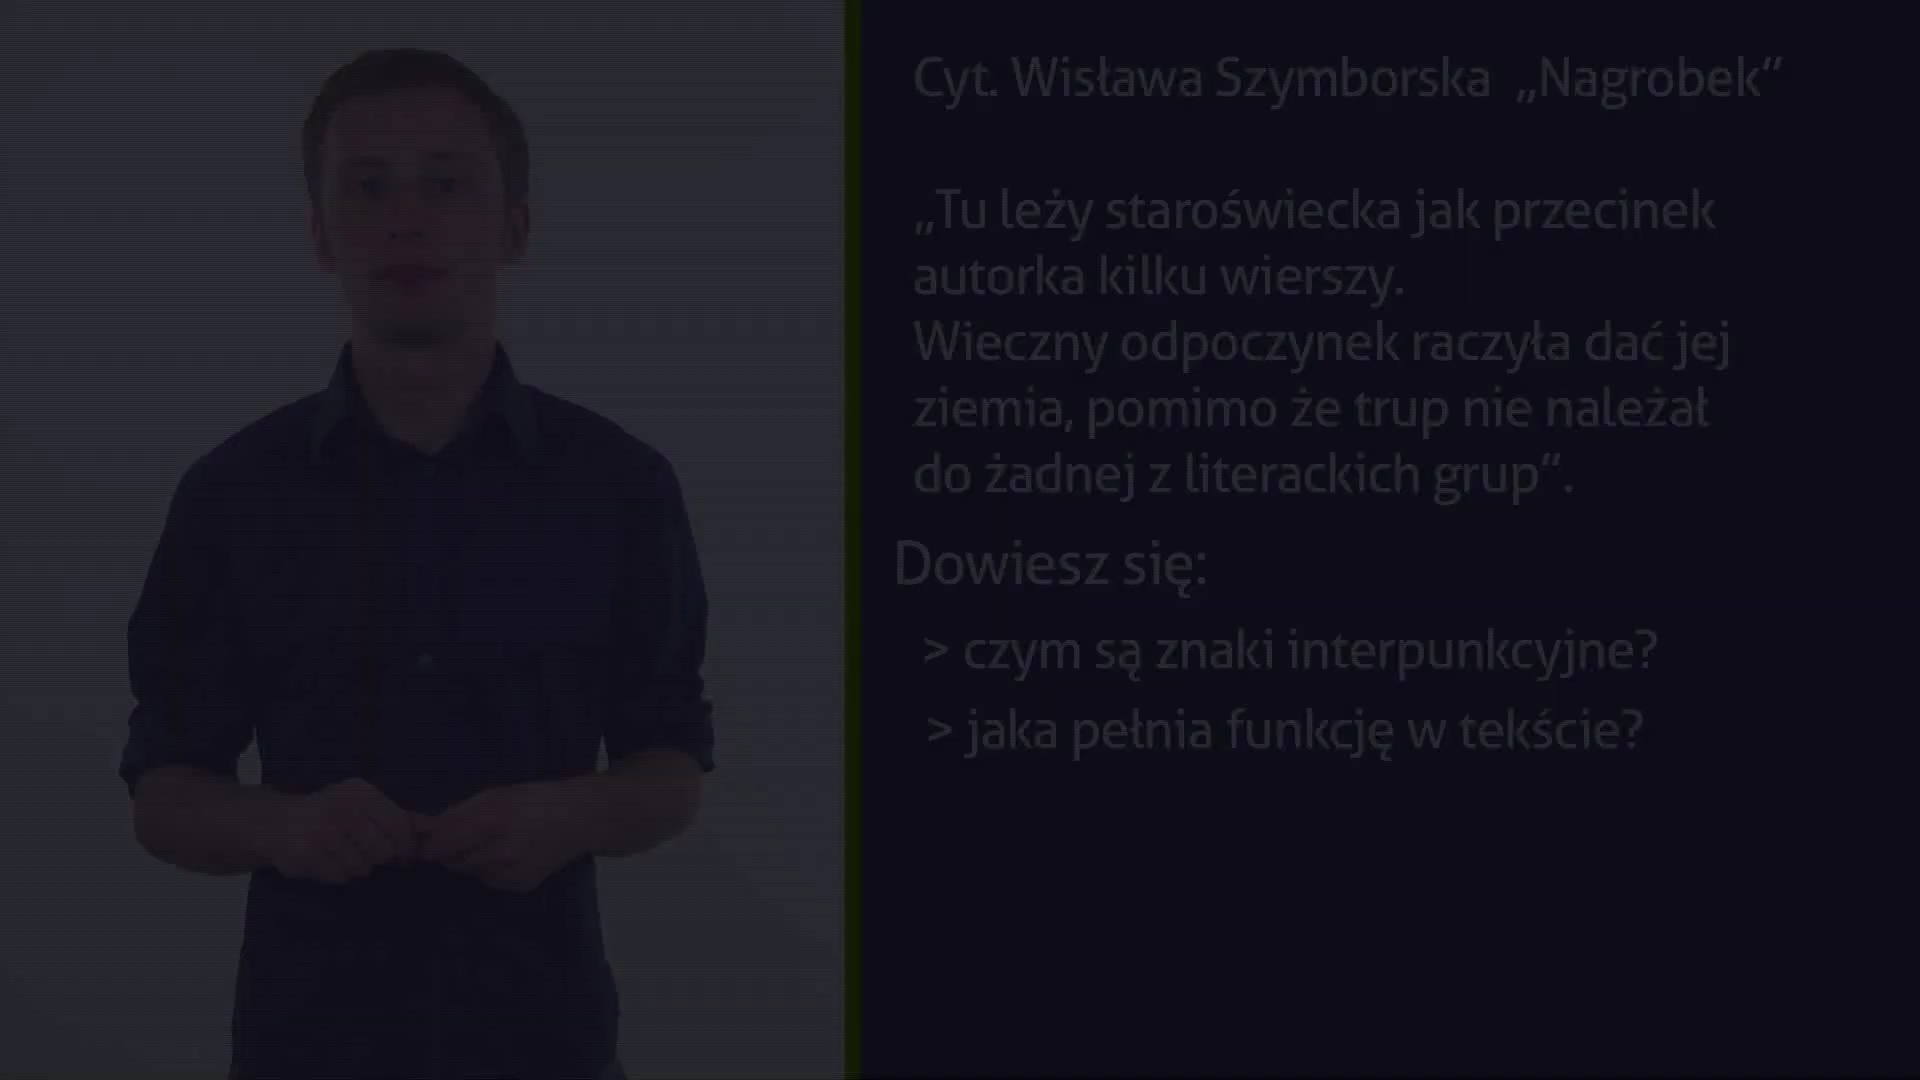 Cyt. Wisława Szymborska „Nagrobek”
„Tu leży staroświecka jak przecinek
autorka kilku wierszy.
Wieczny odpoczynek raczyła dać jej
ziemia, pomimo że trup nie należał
do żadnej z literackich grup”.
Dowiesz się:
> czym są znaki interpunkcyjne?
> jaka pełnia funkcję w tekście?